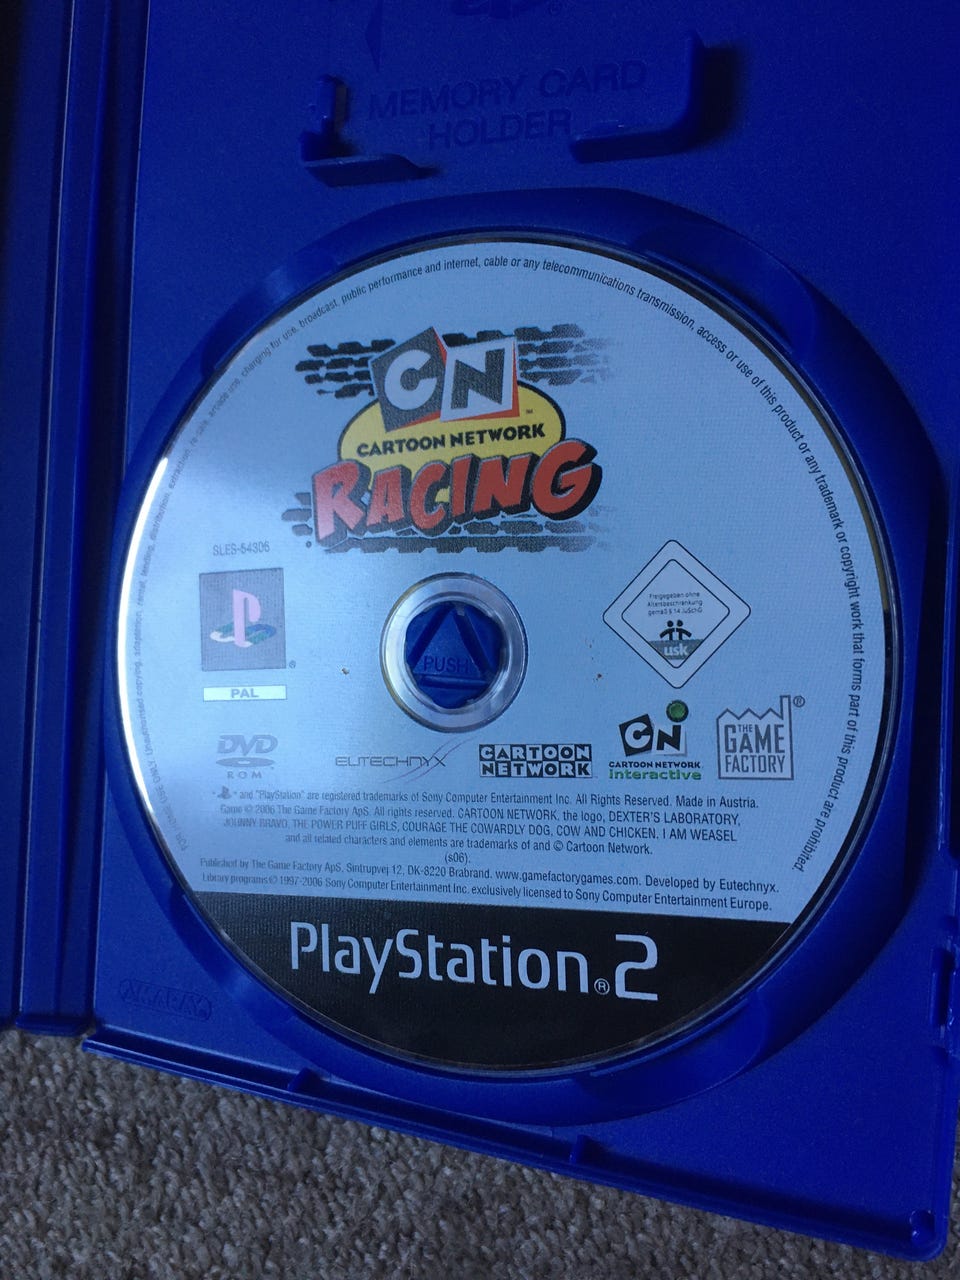 MEMORY CARD
HOLDER
broadcast, public performance and internet, cable or any telecommunications transmission, access or use of this product or any trademark or copyright work that forms part of this product are prohibited.
CN
™
CARTOON NETWORK
RACING
SLES-54306
PAL
PUSH
Freigegeben ohne
Altersbeschränkung
gemäß § 14 JuSchG
usk
DVD
ROM
EUTECHNYX
CARTOON
NETWORK
CN
CARTOON NETWORK
interactive
THE
GAME
FACTORY
®
and "PlayStation" are registered trademarks of Sony Computer Entertainment Inc. All Rights Reserved. Made in Austria.
Game © 2006 The Game Factory ApS. All rights reserved. CARTOON NETWORK, the logo, DEXTER'S LABORATORY,
JOHNNY BRAVO, THE POWER PUFF GIRLS, COURAGE THE COWARDLY DOG, COW AND CHICKEN, I AM WEASEL
and all related characters and elements are trademarks of and © Cartoon Network.
(s06).
Published by The Game Factory ApS, Sintrupvej 12, DK-8220 Brabrand. www.gamefactorygames.com. Developed by Eutechnyx.
Library programs © 1997-2006 Sony Computer Entertainment Inc. exclusively licensed to Sony Computer Entertainment Europe.
PlayStation®2